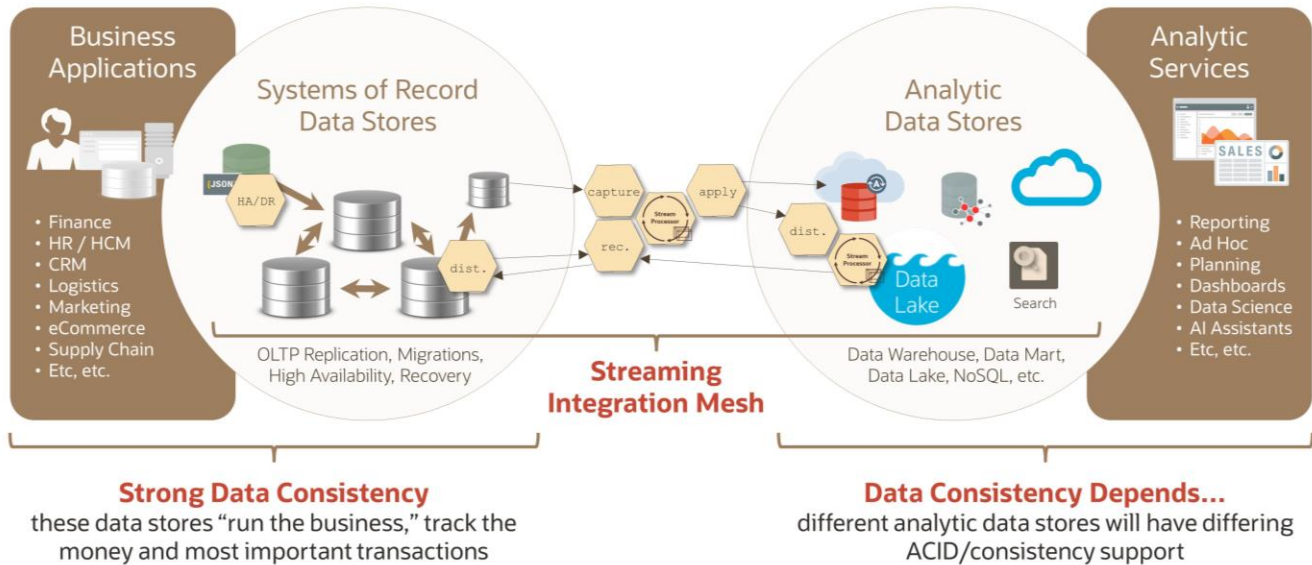 Business
Applications
• Finance
• HR / HCM
• CRM
• Logistics
• Marketing
• eCommerce
• Supply Chain
• Etc, etc.
Systems of Record
Data Stores
{JSON
HA/DR
dist.
OLTP Replication, Migrations,
High Availability, Recovery
capture
Stream
Processor
apply
rec.
Streaming
Integration Mesh
Analytic
Data Stores
A
dist.
Stream
Processor
Data
Lake
Search
Data Warehouse, Data Mart,
Data Lake, NoSQL, etc.
Analytic
Services
SALES
• Reporting
• Ad Hoc
• Planning
• Dashboards
• Data Science
• AI Assistants
• Etc, etc.
Strong Data Consistency
these data stores “run the business,” track the
money and most important transactions
Data Consistency Depends...
different analytic data stores will have differing
ACID/consistency support